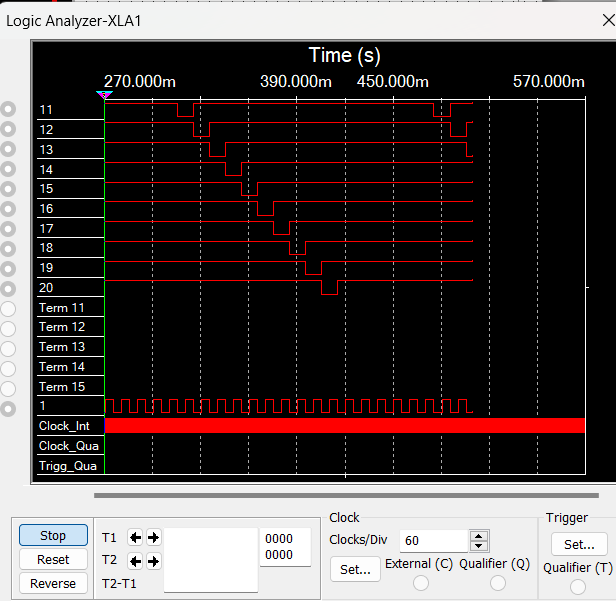 Logic Analyzer-XLA1
Time (s)
270.000m 390.000m 450.000m 570.000m
11
12
13
14
15
16
17
18
19
20
Term 11
Term 12
Term 13
Term 14
Term 15
1
Clock_Int
Clock_Qua
Trigg_Qua
Stop
Reset
Reverse
T1
T2
T2-T1
0000
0000
Clock
Clocks/Div 60
Set...
External (C) Qualifier (Q)
Trigger
Set...
Qualifier (T)